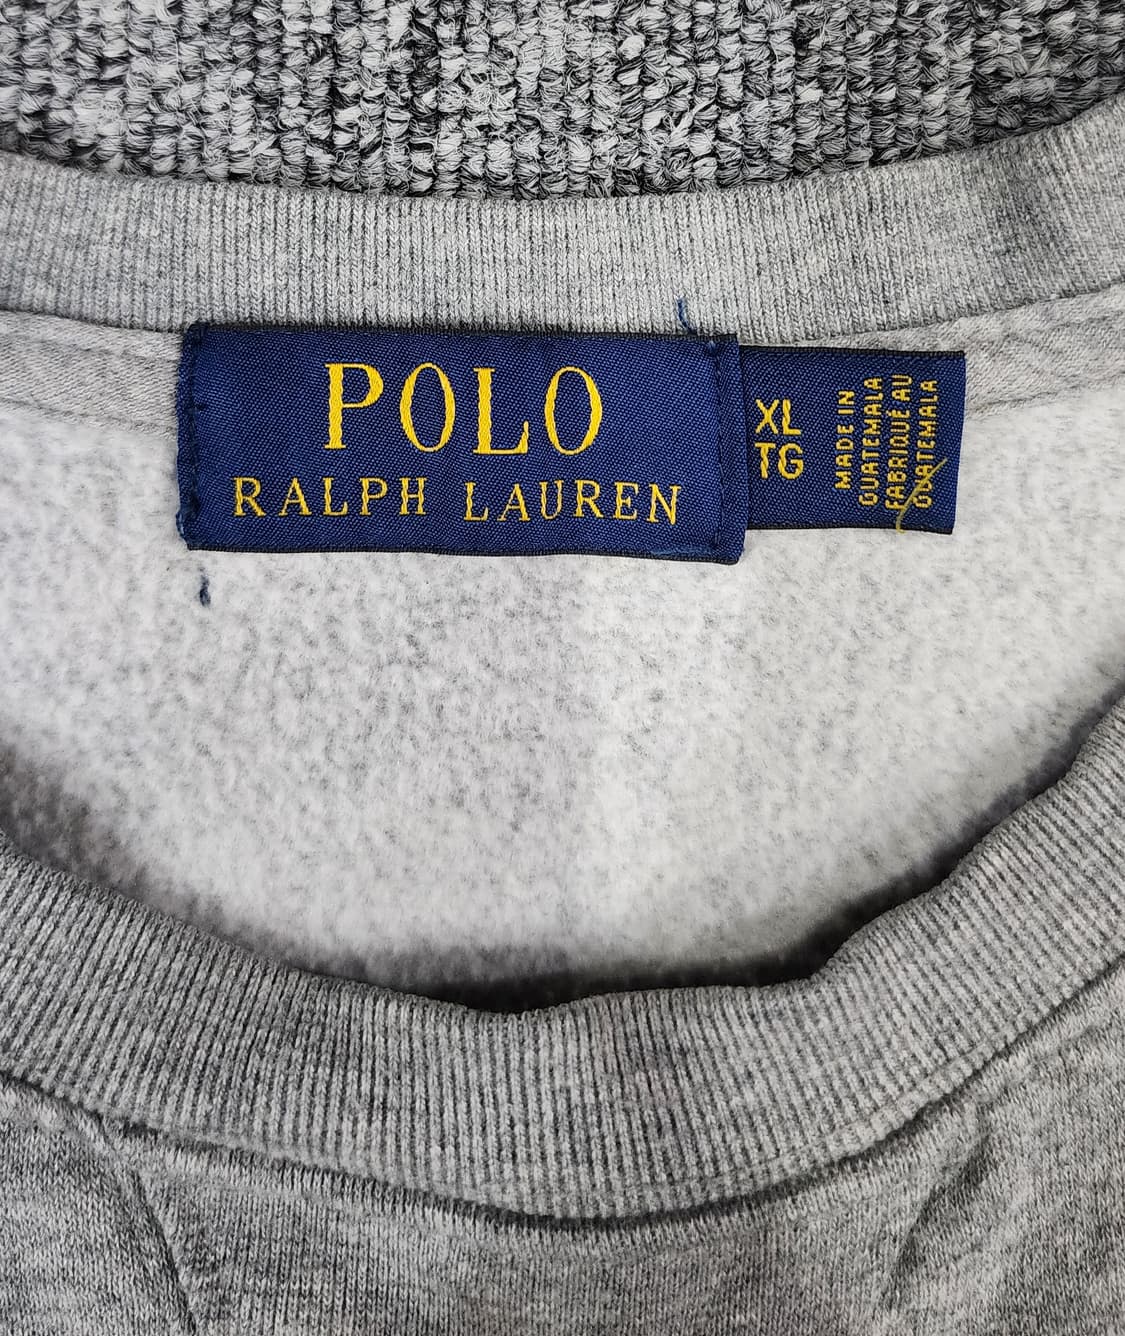 POLO
RALPH LAUREN
XL
TG
MADE IN
GUATEMALA
FABRIQUÉ AU
GUATEMALA